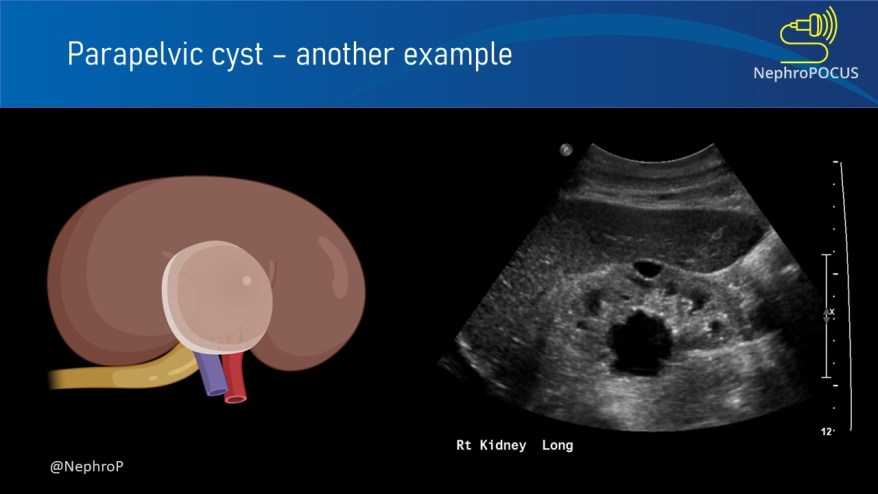 Parapelvic cyst – another example
NephroPOCUS
P
x
12
Rt Kidney Long
@NephroP